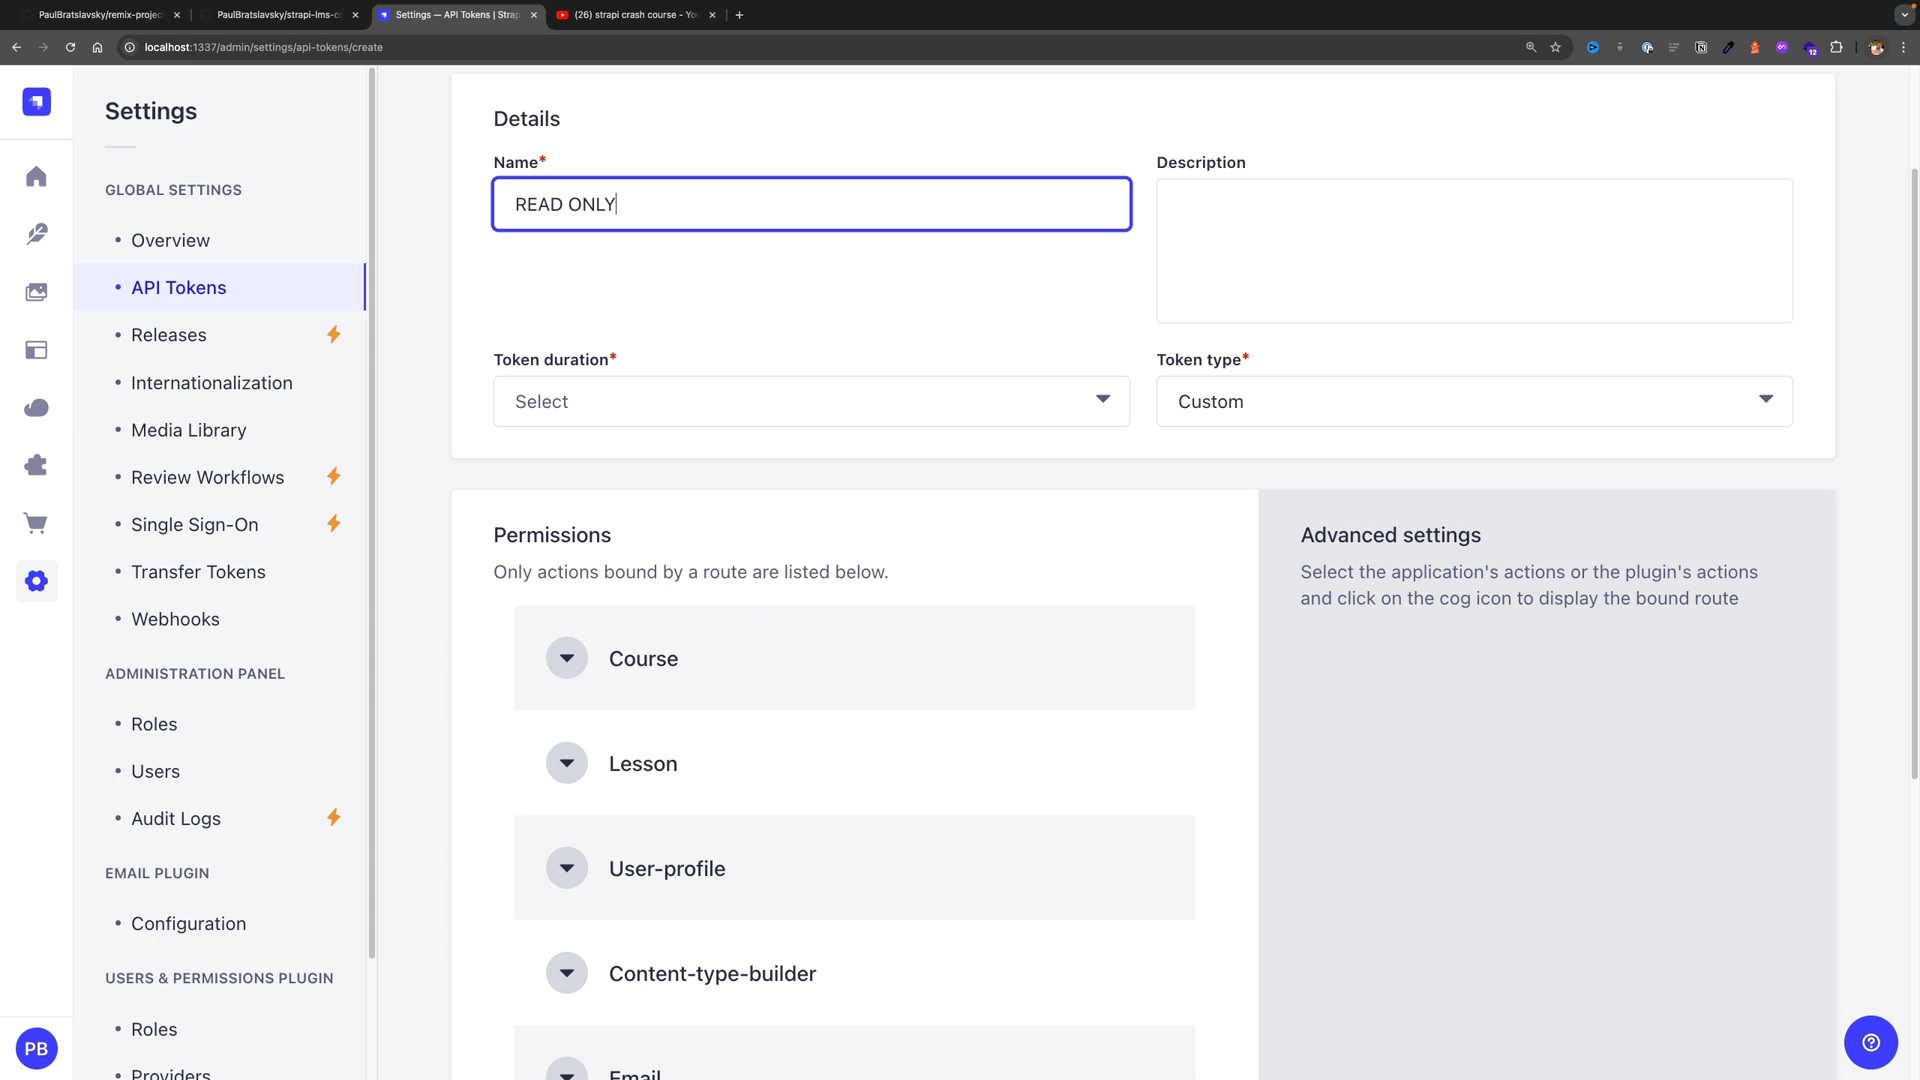 PaulBratslavsky/remix-projec
PaulBratslavsky/strapi-lms-co
Settings — API Tokens | Strap
(26) strapi crash course - Yo
localhost:1337/admin/settings/api-tokens/create
12
Settings
GLOBAL SETTINGS
Overview
API Tokens
Releases
Internationalization
Media Library
Review Workflows
Single Sign-On
Transfer Tokens
Webhooks
ADMINISTRATION PANEL
Roles
Users
Audit Logs
EMAIL PLUGIN
Configuration
USERS & PERMISSIONS PLUGIN
Roles
Providers
PB
Details
Name*
READ ONLY
Description
Token duration*
Select
Token type*
Custom
Permissions
Only actions bound by a route are listed below.
Course
Lesson
User-profile
Content-type-builder
Email
Advanced settings
Select the application's actions or the plugin's actions
and click on the cog icon to display the bound route